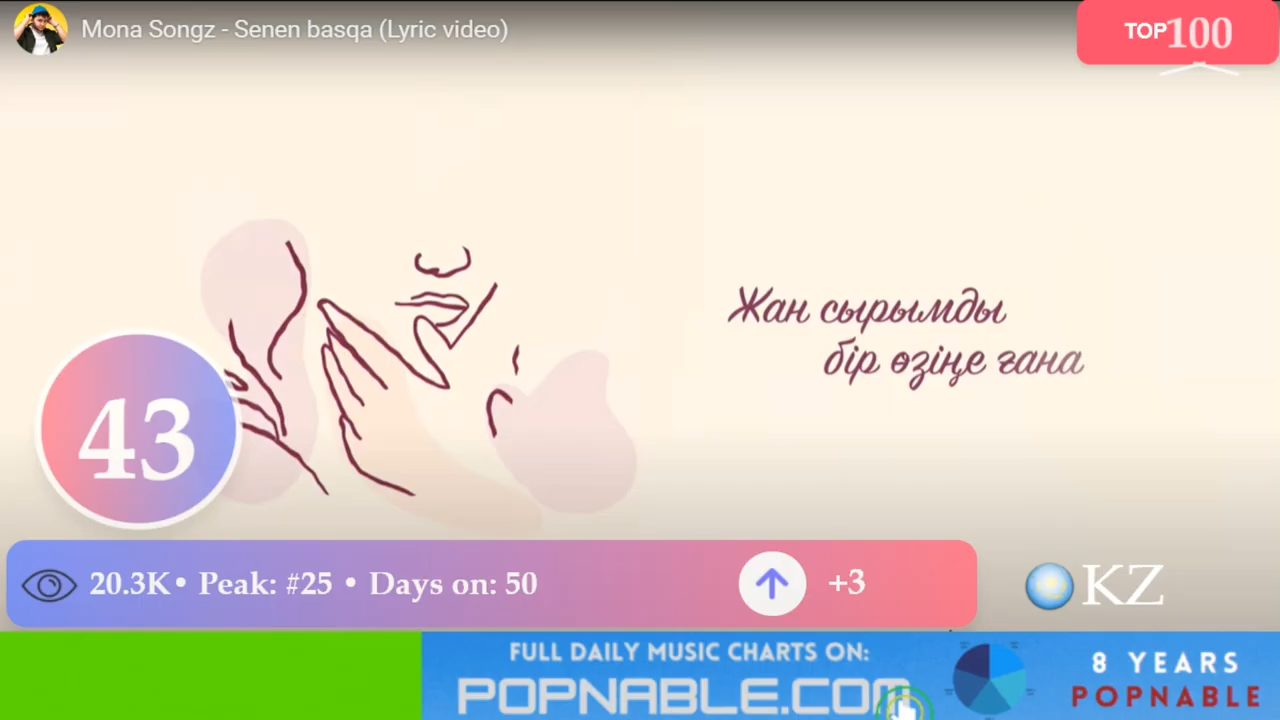 Mona Songz - Senen basqa (Lyric video)
TOP100
Жан сырымды
бір өзіңе ғана
43
20.3K • Peak: #25 • Days on: 50
+3
KZ
FULL DAILY MUSIC CHARTS ON:
POPNABLE.COM
8 YEARS
POPNABLE